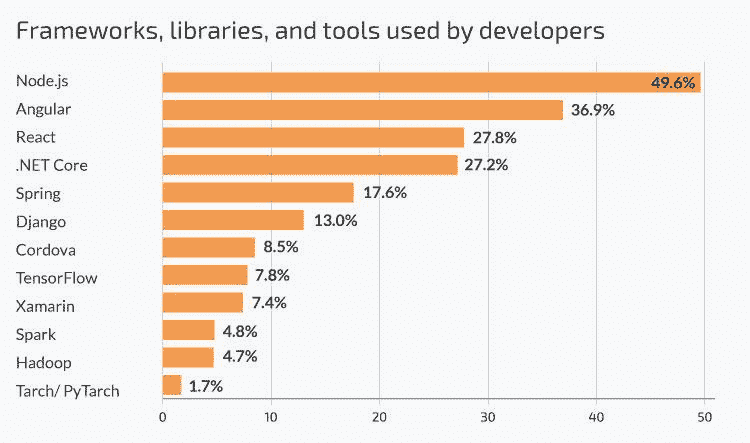 Frameworks, libraries, and tools used by developers
Node.js 49.6%
Angular 36.9%
React 27.8%
.NET Core 27.2%
Spring 17.6%
Django 13.0%
Cordova 8.5%
TensorFlow 7.8%
Xamarin 7.4%
Spark 4.8%
Hadoop 4.7%
Tarch/ PyTarch 1.7%
0 10 20 30 40 50